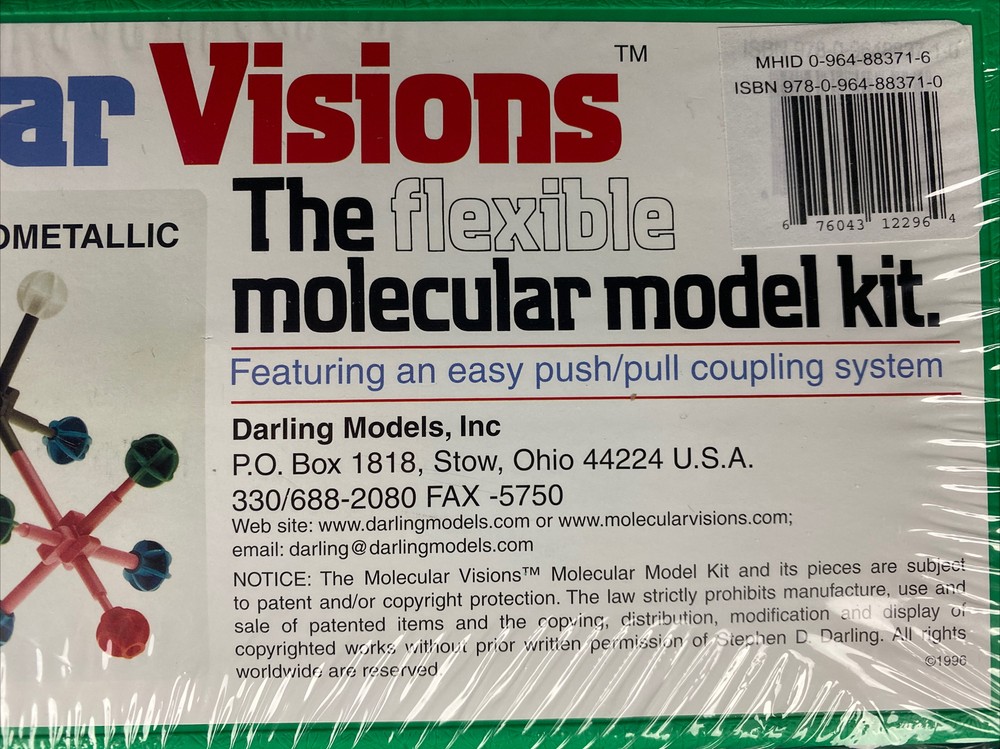 ar Visions™
MHID 0-964-88371-6
ISBN 978-0-964-88371-0
6 76043 12296 4
OMETALLIC
The flexible
molecular model kit.
Featuring an easy push/pull coupling system
Darling Models, Inc
P.O. Box 1818, Stow, Ohio 44224 U.S.A.
330/688-2080 FAX -5750
Web site: www.darlingmodels.com or www.molecularvisions.com;
email: darling@darlingmodels.com
NOTICE: The Molecular Visions™ Molecular Model Kit and its pieces are subject
to patent and/or copyright protection. The law strictly prohibits manufacture, use and
sale of patented items and the copying, distribution, modification and display of
copyrighted works without prior written permission of Stephen D. Darling. All rights
worldwide are reserved.
©1996